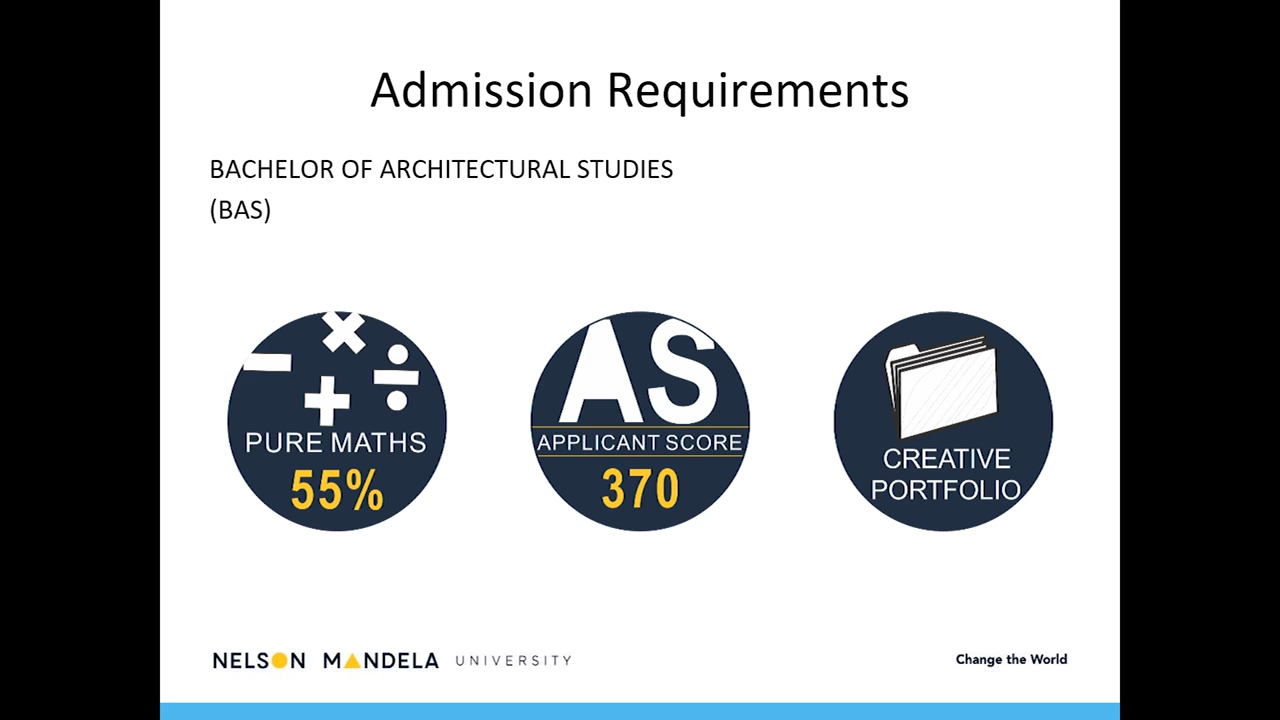 Admission Requirements
BACHELOR OF ARCHITECTURAL STUDIES
(BAS)
PURE MATHS
55%
AS
APPLICANT SCORE
370
CREATIVE
PORTFOLIO
NELSON MANDELA UNIVERSITY
Change the World